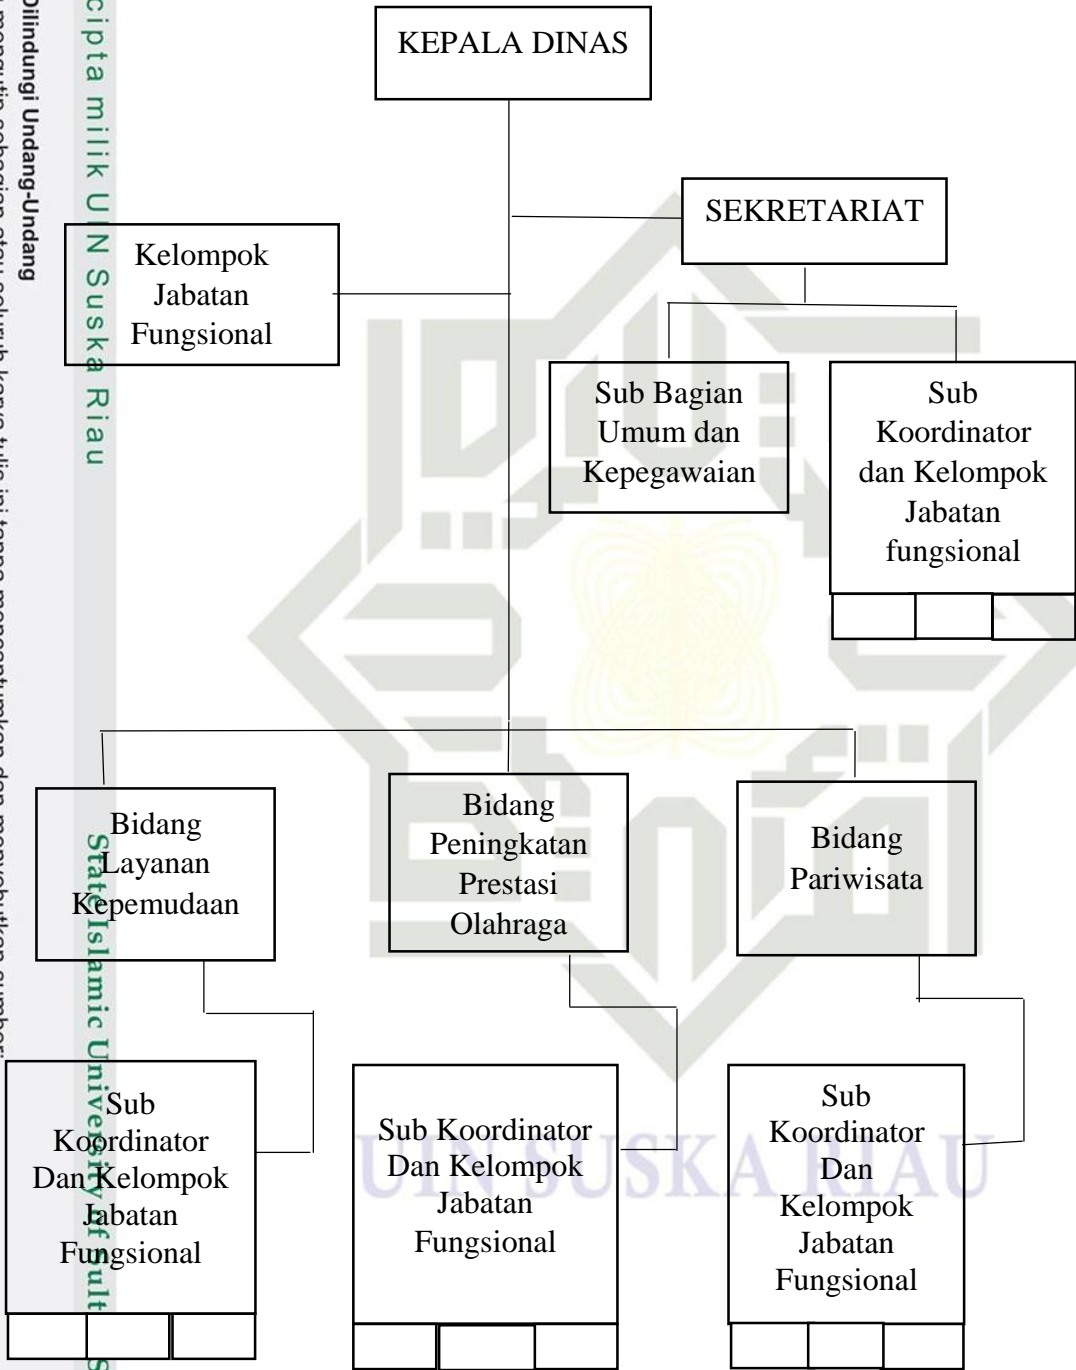 KEPALA DINAS
SEKRETARIAT
Kelompok
Jabatan
Fungsional
Sub Bagian
Umum dan
Kepegawaian
Sub
Koordinator
dan Kelompok
Jabatan
fungsional
Bidang
Layanan
Kepemudaan
Bidang
Peningkatan
Prestasi
Olahraga
Bidang
Pariwisata
Sub
Koordinator
Dan Kelompok
Jabatan
Fungsional
Sub Koordinator
Dan Kelompok
Jabatan
Fungsional
Sub
Koordinator
Dan
Kelompok
Jabatan
Fungsional
UIN SUSKA RIAU
cipta milik UIN Suska Riau
State Islamic University of Sult
Dilindungi Undang-Undang